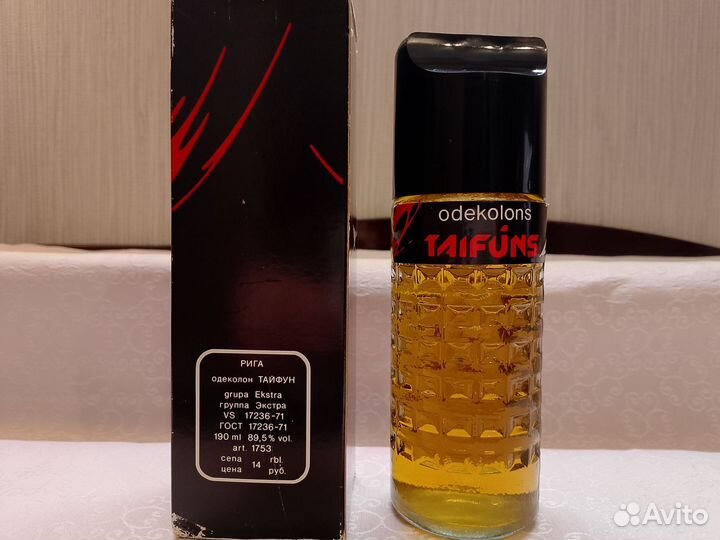 РИГА
одеколон ТАЙФУН
grupa Ekstra
группа Экстра
VS 17236-71
ГОСТ 17236-71
190 ml 89,5% vol.
art. 1753
cena 14 rbl.
цена руб.
odekolons
TAIFŪNS
Avito